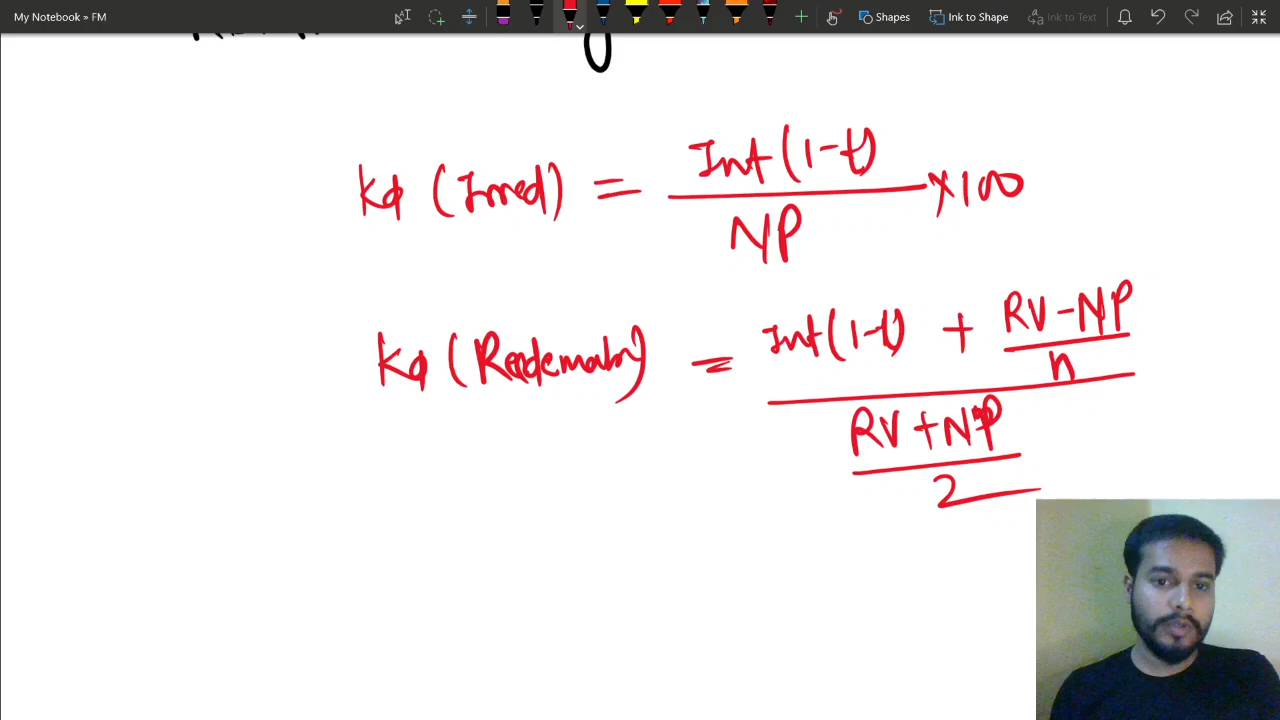 My Notebook » FM
Shapes
Ink to Shape
Ink to Text
Kd (Irred) = Int (1-t) / NP × 100
Kd ( ) = Int (1-t) + RV - NP / n
RV + NP / 2